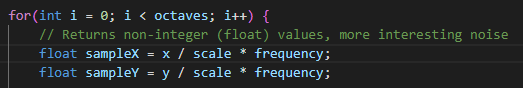 for(int i = 0; i < octaves; i++) {
// Returns non-integer (float) values, more interesting noise
float sampleX = x / scale * frequency;
float sampleY = y / scale * frequency;